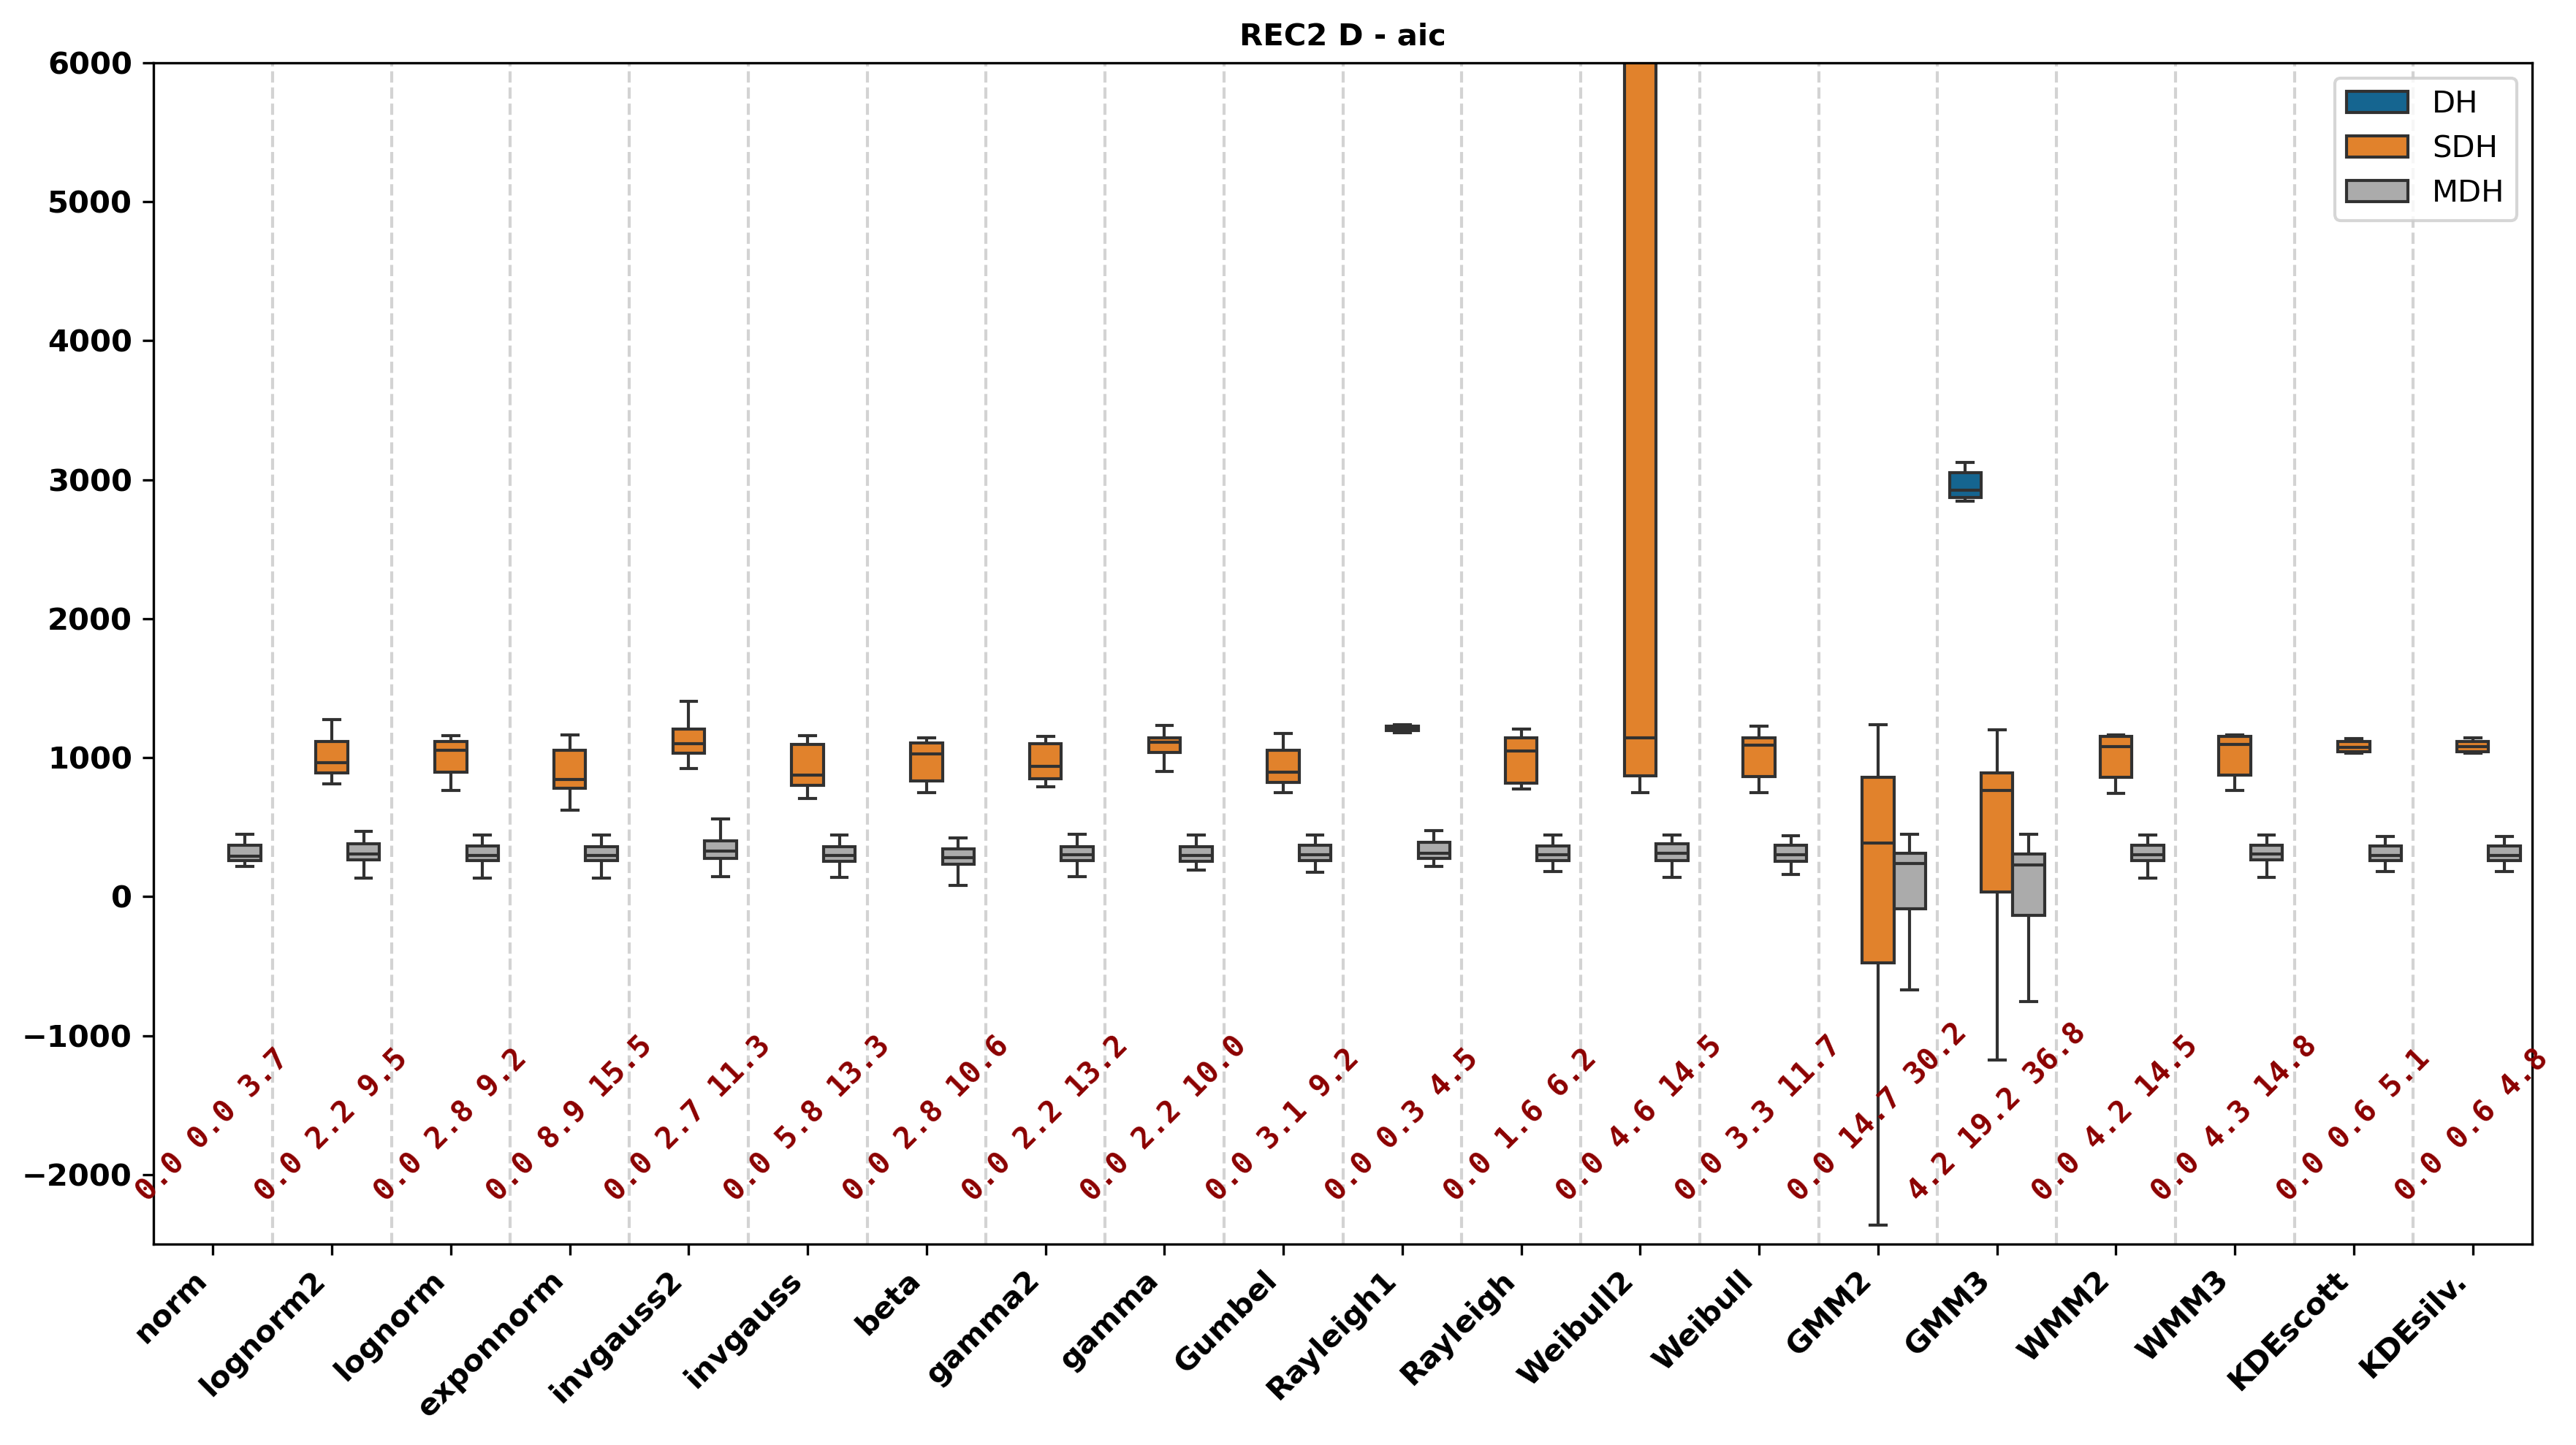 REC2 D - aic
6000
5000
4000
3000
2000
1000
0
−1000
−2000
DH
SDH
MDH
0.0 0.0 3.7
0.0 2.2 9.5
0.0 2.8 9.2
0.0 8.9 15.5
0.0 2.7 11.3
0.0 5.8 13.3
0.0 2.8 10.6
0.0 2.2 13.2
0.0 2.2 10.0
0.0 3.1 9.2
0.0 0.3 4.5
0.0 1.6 6.2
0.0 4.6 14.5
0.0 3.3 11.7
0.0 14.7 30.2
4.2 19.2 36.8
0.0 4.2 14.5
0.0 4.3 14.8
0.0 0.6 5.1
0.0 0.6 4.8
norm
lognorm2
lognorm
exponnorm
invgauss2
invgauss
beta
gamma2
gamma
Gumbel
Rayleigh1
Rayleigh
Weibull2
Weibull
GMM2
GMM3
WMM2
WMM3
KDEscott
KDEsilv.